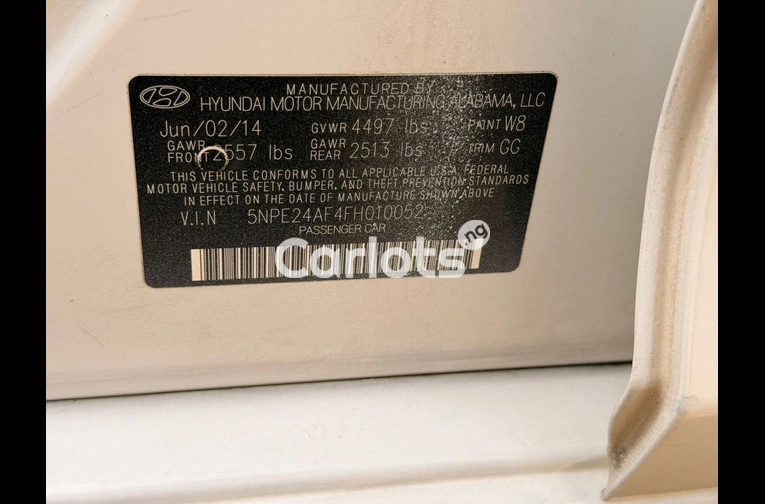 MANUFACTURED BY
HYUNDAI MOTOR MANUFACTURING ALABAMA, LLC
Jun/02/14 GVWR 4497 lbs PAINT W8
GAWR FRONT 2557 lbs GAWR REAR 2513 lbs TRIM GG
THIS VEHICLE CONFORMS TO ALL APPLICABLE U.S. FEDERAL
MOTOR VEHICLE SAFETY, BUMPER, AND THEFT PREVENTION STANDARDS
IN EFFECT ON THE DATE OF MANUFACTURE SHOWN ABOVE.
V.I.N 5NPE24AF4FH010052
PASSENGER CAR
Carlots.ng